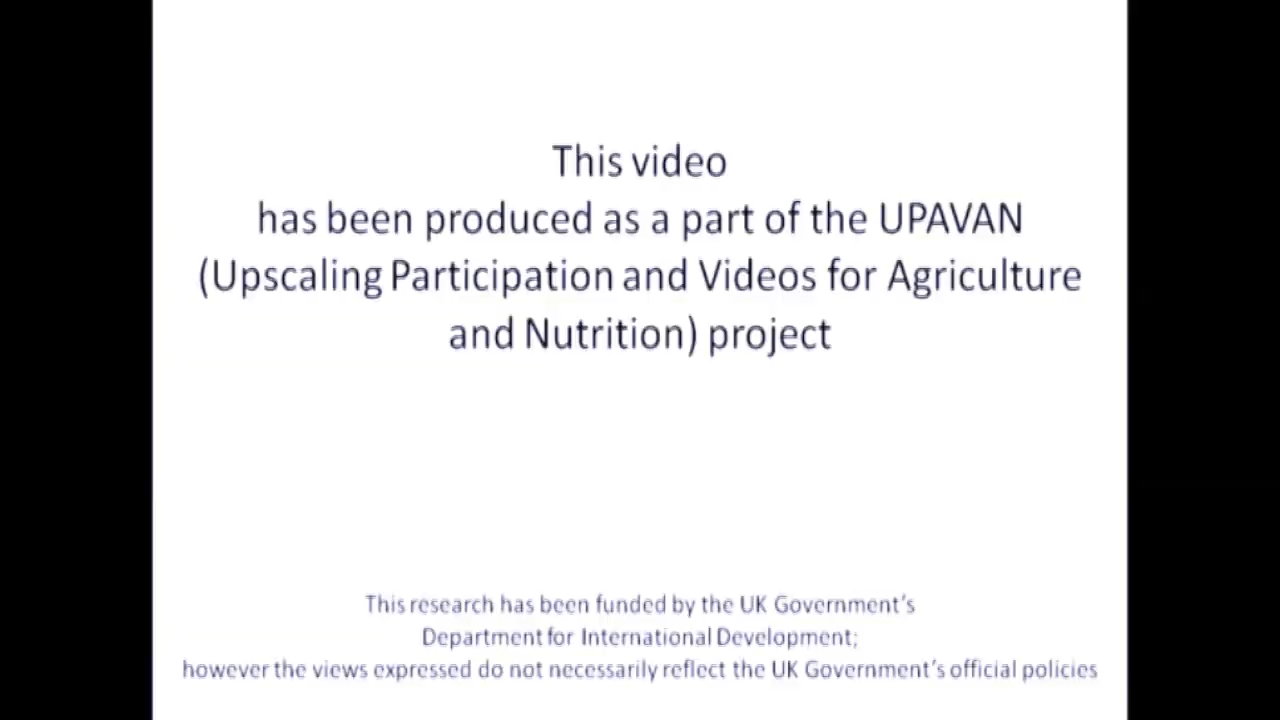 This video
has been produced as a part of the UPAVAN
(Upscaling Participation and Videos for Agriculture
and Nutrition) project
This research has been funded by the UK Government's
Department for International Development;
however the views expressed do not necessarily reflect the UK Government's official policies